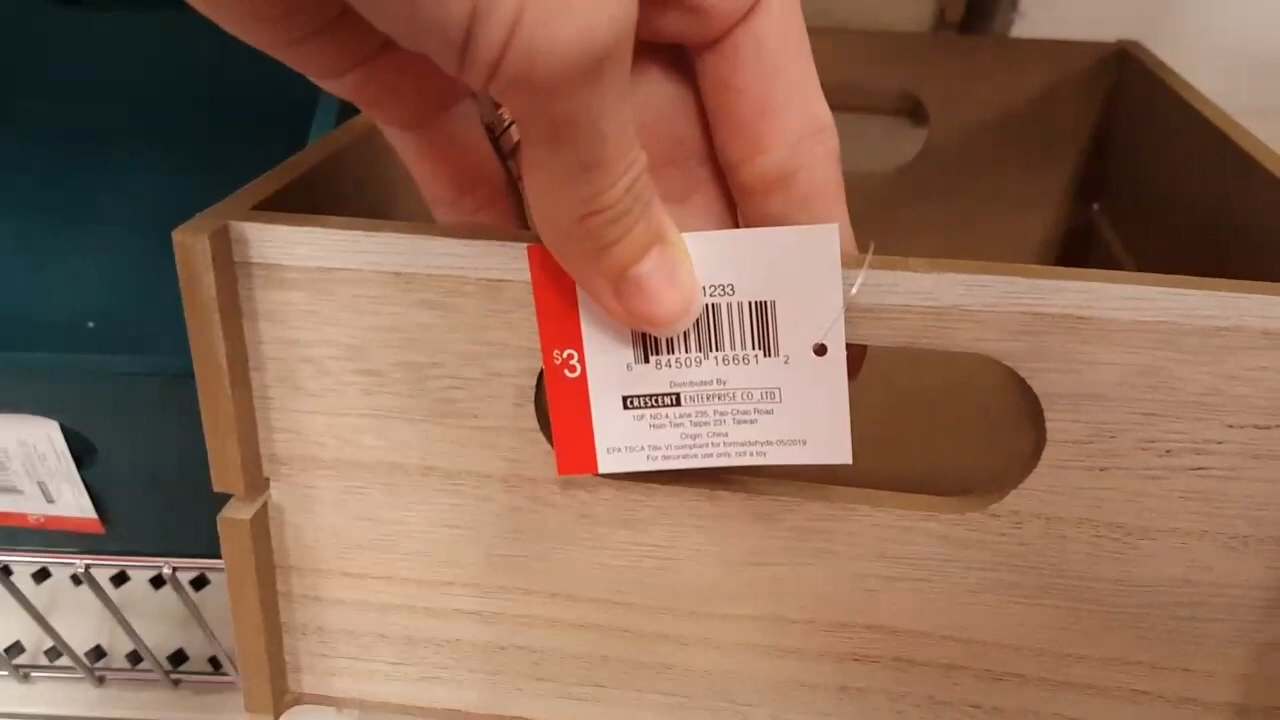 1233
$3
6 84509 16661 2
Distributed By:
CRESCENT ENTERPRISE CO.,LTD
10F, NO.4, Lane 235, Pao-Chao Road
Hsin-Tien, Taipei 231, Taiwan
Origin: China
EPA TSCA Title VI compliant for formaldehyde-05/2019
For decorative use only, not a toy